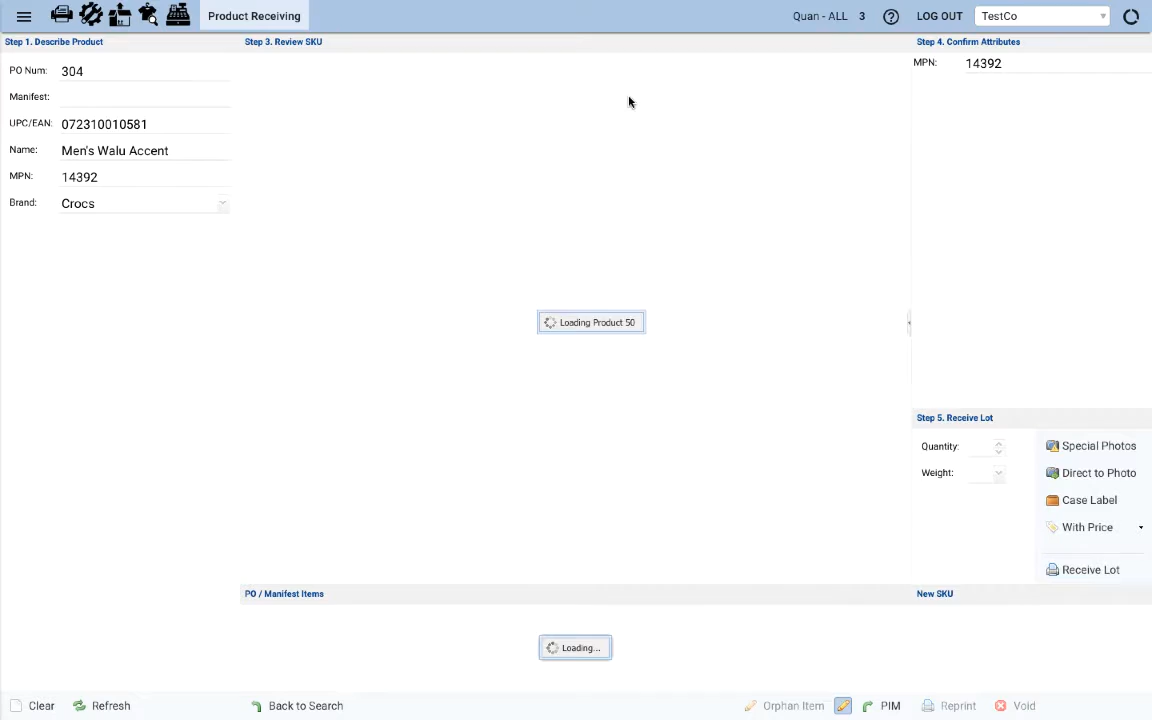 Product Receiving
Quan - ALL 3
LOG OUT
TestCo
Step 1. Describe Product
PO Num: 304
Manifest:
UPC/EAN: 072310010581
Name: Men's Walu Accent
MPN: 14392
Brand: Crocs
Step 3. Review SKU
Loading Product 50
Step 4. Confirm Attributes
MPN: 14392
Step 5. Receive Lot
Quantity:
Weight:
Special Photos
Direct to Photo
Case Label
With Price
Receive Lot
PO / Manifest Items
Loading...
New SKU
Clear
Refresh
Back to Search
Orphan Item
PIM
Reprint
Void